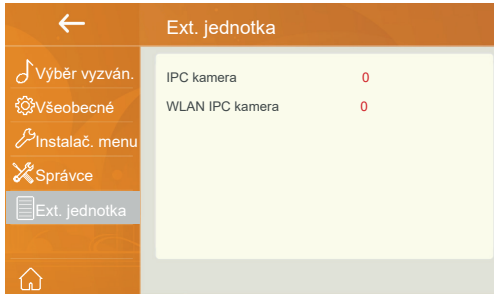 Ext. jednotka
Výběr vyzván.
Všeobecné
Instalač. menu
Správce
Ext. jednotka
IPC kamera 0
WLAN IPC kamera 0